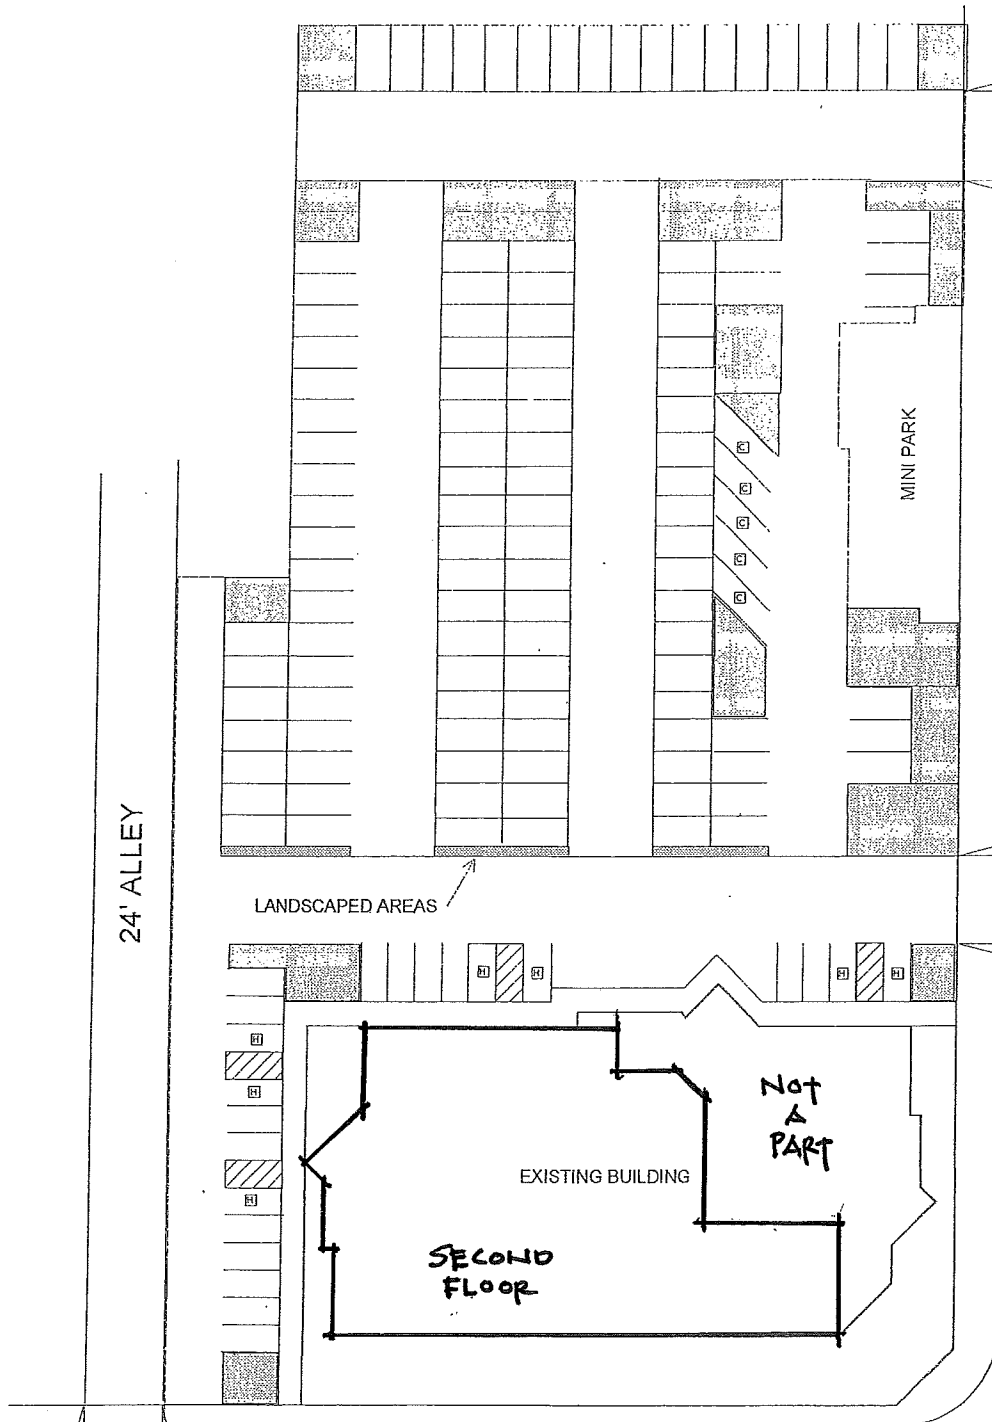 C
C
C
C
C
MINI PARK
24' ALLEY
LANDSCAPED AREAS
H
H
H
H
H
H
H
NOT
A
PART
EXISTING BUILDING
SECOND
FLOOR